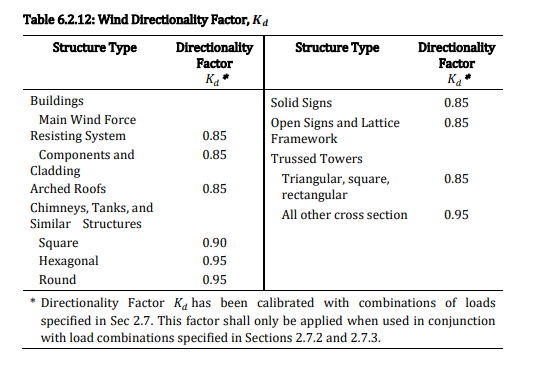 Table 6.2.12: Wind Directionality Factor, K_d
Structure Type
Directionality
Factor
K_d *
Buildings
Main Wind Force
Resisting System 0.85
Components and 0.85
Cladding
Arched Roofs 0.85
Chimneys, Tanks, and
Similar Structures
Square 0.90
Hexagonal 0.95
Round 0.95
Structure Type
Directionality
Factor
K_d *
Solid Signs 0.85
Open Signs and Lattice 0.85
Framework
Trussed Towers
Triangular, square, 0.85
rectangular
All other cross section 0.95
* Directionality Factor K_d has been calibrated with combinations of loads
specified in Sec 2.7. This factor shall only be applied when used in conjunction
with load combinations specified in Sections 2.7.2 and 2.7.3.